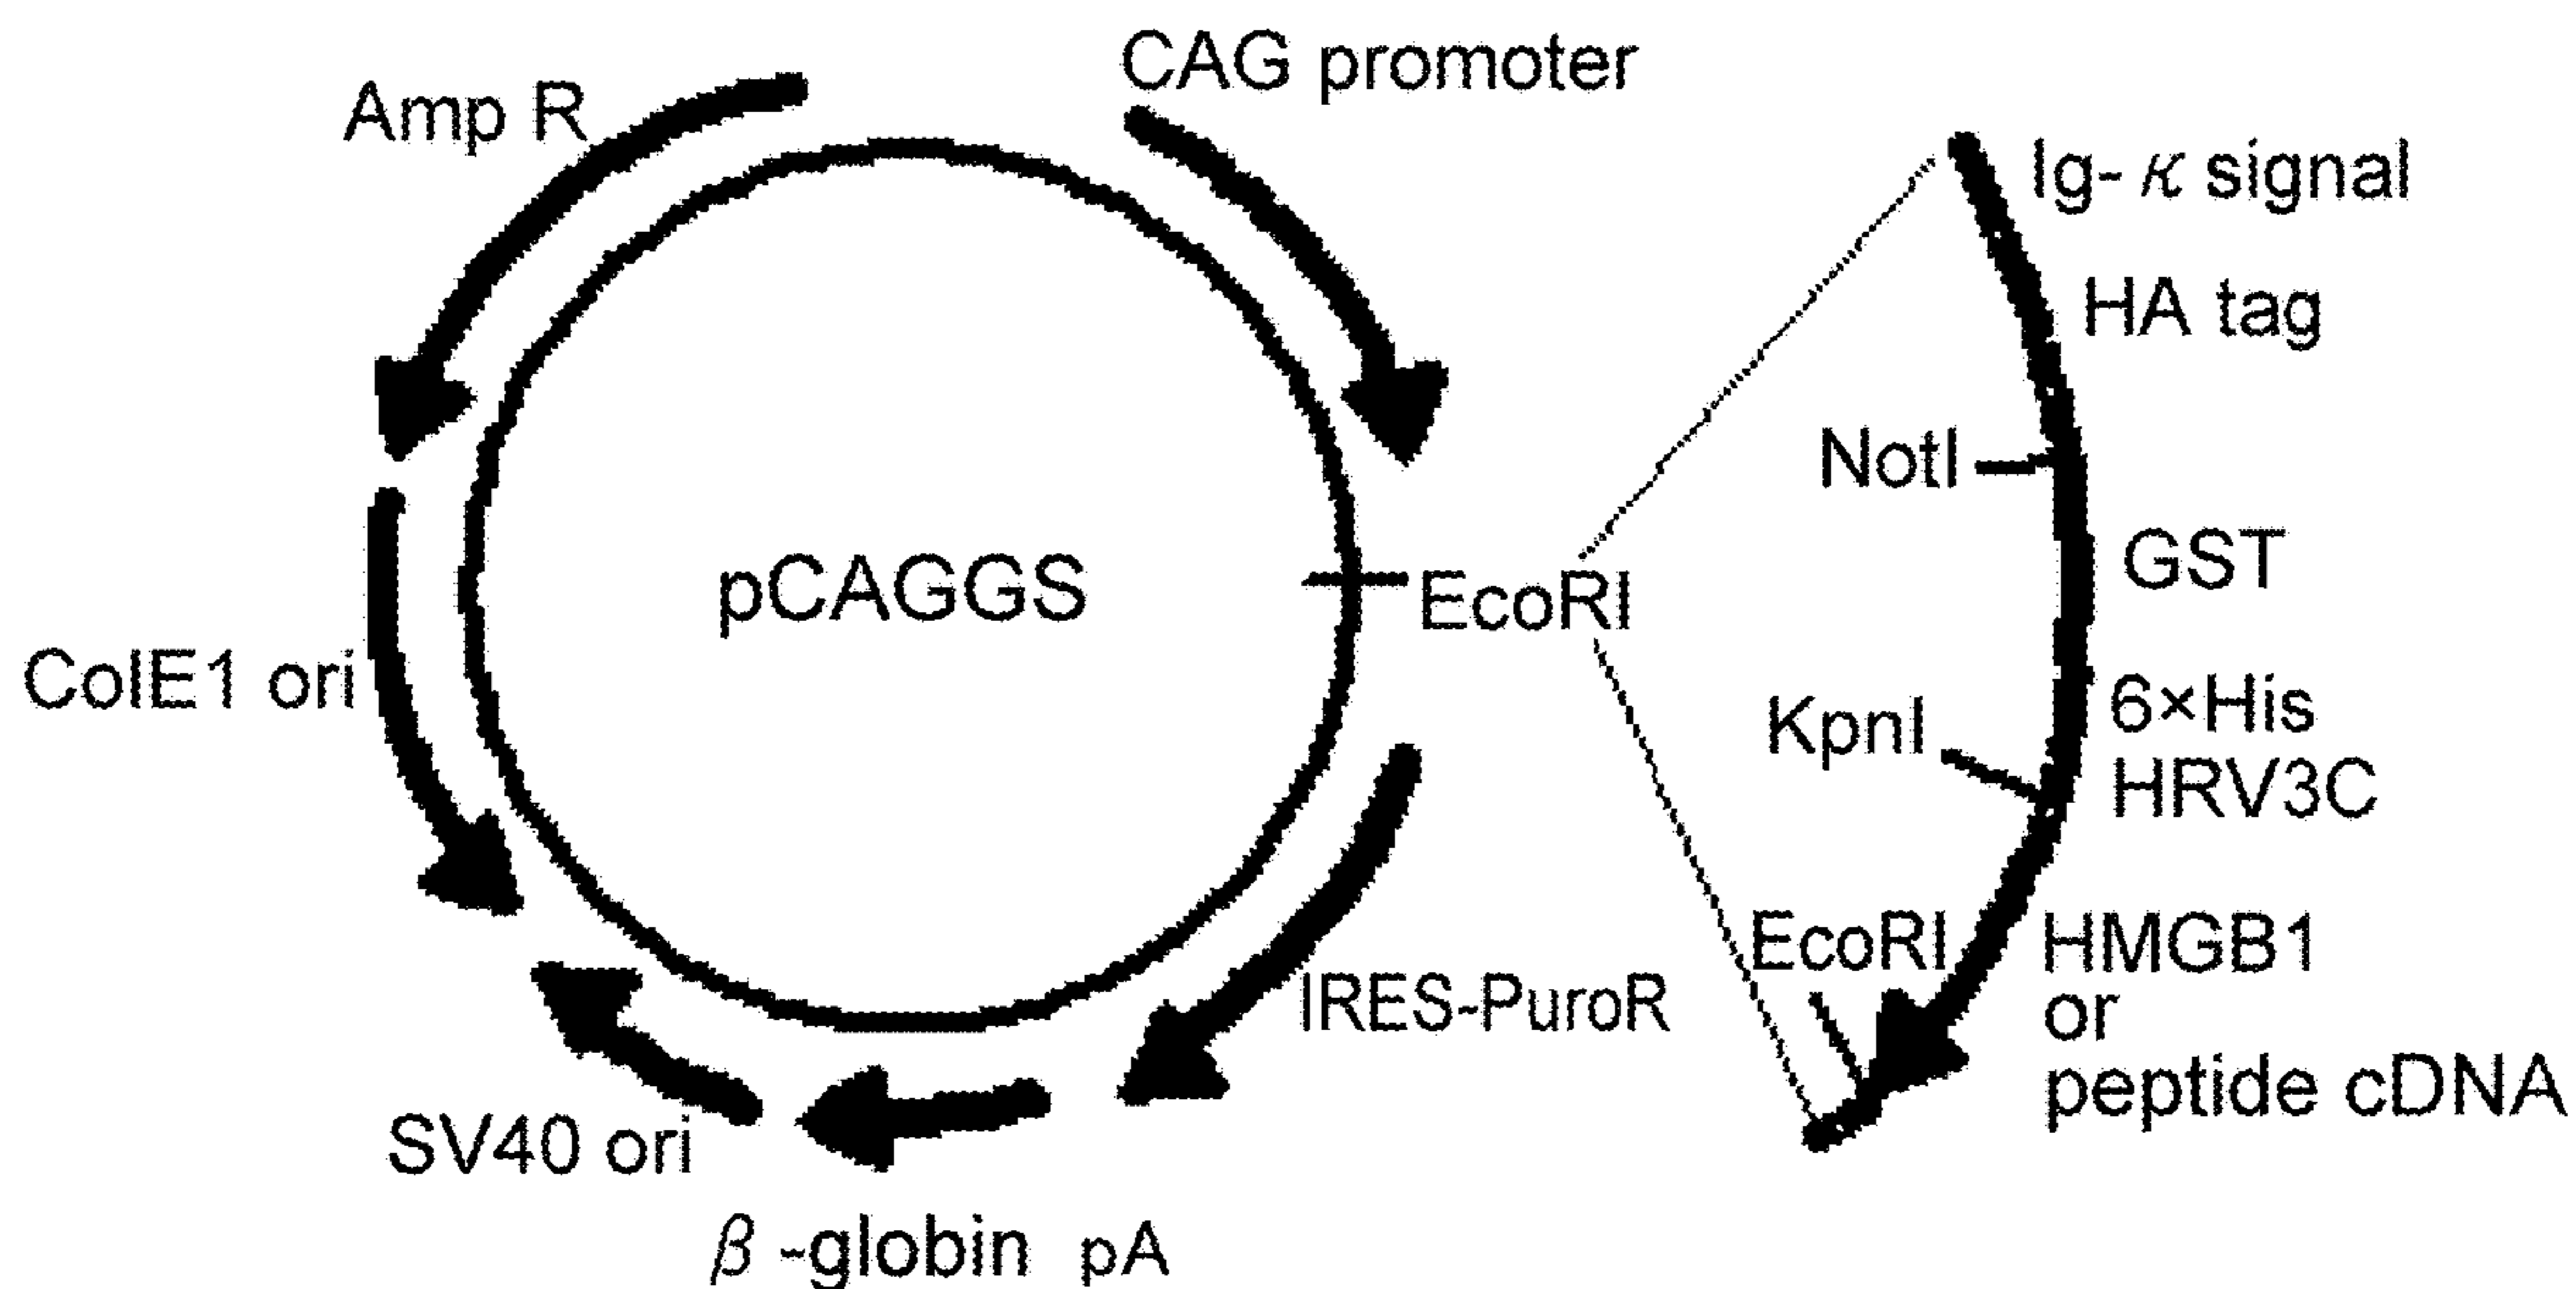 CAG promoter
Amp R
Ig-κ signal
HA tag
NotI
GST
pCAGGS
EcoRI
ColE1 ori
6×His
KpnI
HRV3C
EcoRI
HMGB1
or
peptide cDNA
IRES-PuroR
SV40 ori
β-globin pA